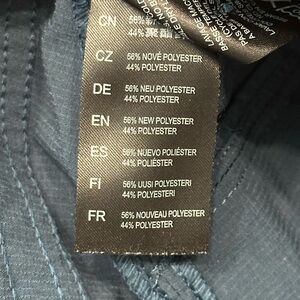 CN
44% 聚酯
CZ 56% NOVÉ POLYESTER
44% POLYESTER
DE 56% NEU POLYESTER
44% POLYESTER
EN 56% NEW POLYESTER
44% POLYESTER
ES 56% NUEVO POLIÉSTER
44% POLIÉSTER
FI 56% UUSI POLYESTERI
44% POLYESTERI
FR 56% NOUVEAU POLYESTER
44% POLYESTER